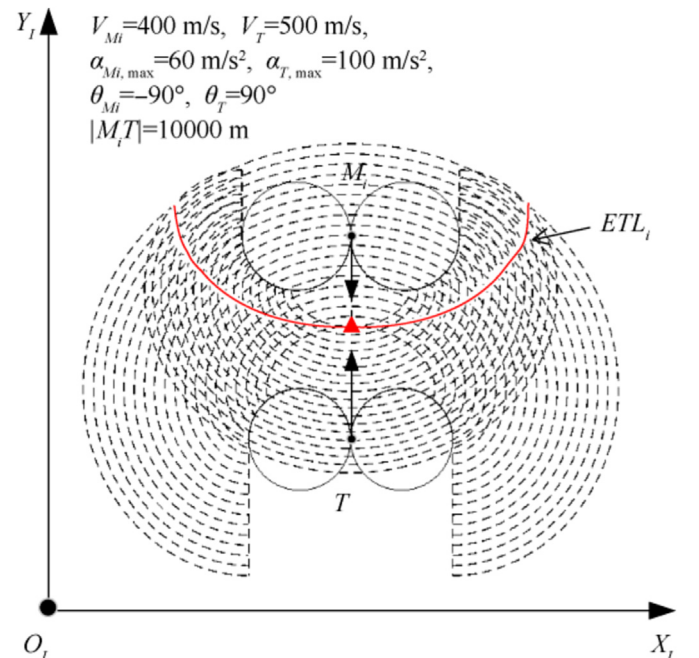 Y_I
V_Mi=400 m/s, V_T=500 m/s,
α_Mi, max=60 m/s², α_T, max=100 m/s²,
θ_Mi=–90°, θ_T=90°
|M_iT|=10000 m
M_i
ETL_i
T
O_I
X_I